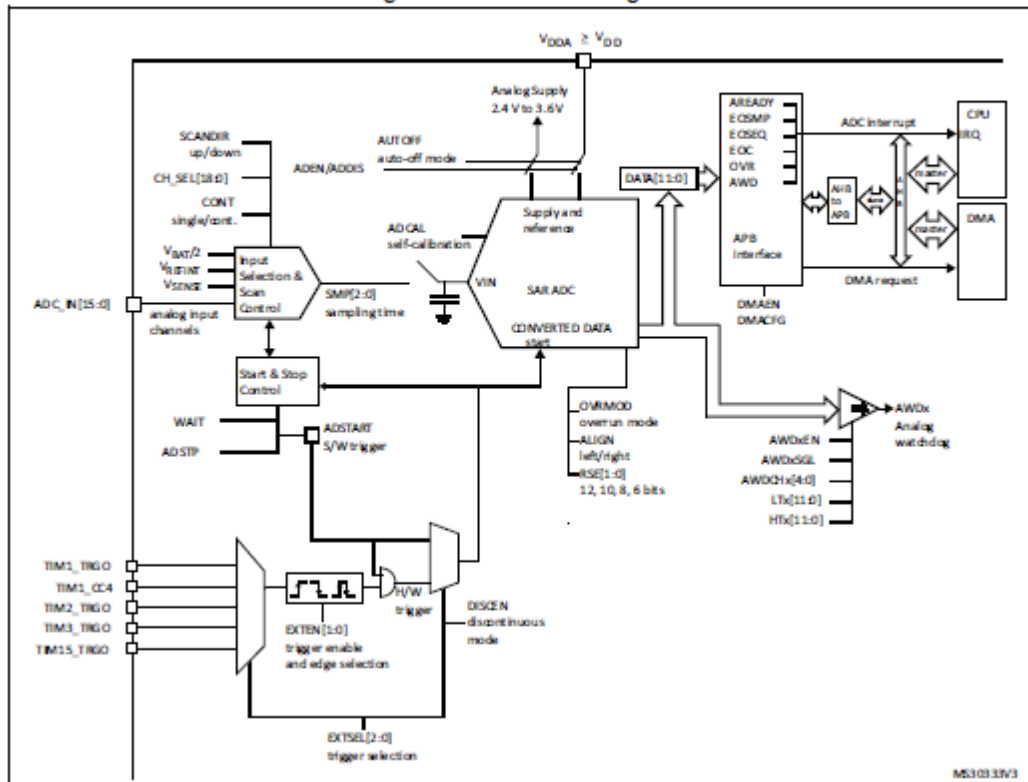 VDDA ≥ VDD
Analog Supply
2.4 V to 3.6V
SCANDIR
up/down
CH_SEL[18:0]
CONT
single/cont.
AUTOFF
auto-off mode
ADEN/ADDIS
ADCAL
self-calibration
Supply and
reference
DATA[11:0]
AREADY
EOSMP
EOSEQ
EOC
OVR
AWD
APB
Interface
ADC Interrupt
CPU
IRQ
AHB
to
APB
master
DMA
master
DMA request
DMAEN
DMACFG
VBAT/2
VREFINT
VSENSE
ADC_IN[15:0]
analog input
channels
Input
Selection &
Scan
Control
SMP[2:0]
sampling time
VIN
SAR ADC
CONVERTED DATA
start
Start & Stop
Control
WAIT
ADSTP
ADSTART
S/W trigger
OVRMOD
overrun mode
ALIGN
left/right
RSE[1:0]
12, 10, 8, 6 bits
AWDx
Analog
watchdog
AWDxEN
AWDxSGL
AWDCHx[4:0]
LTx[11:0]
HTx[11:0]
TIM1_TRGO
TIM1_CC4
TIM2_TRGO
TIM3_TRGO
TIM15_TRGO
EXTEN[1:0]
trigger enable
and edge selection
H/W
trigger
DISCEN
discontinuous
mode
EXTSEL[2:0]
trigger selection
MS30333V3